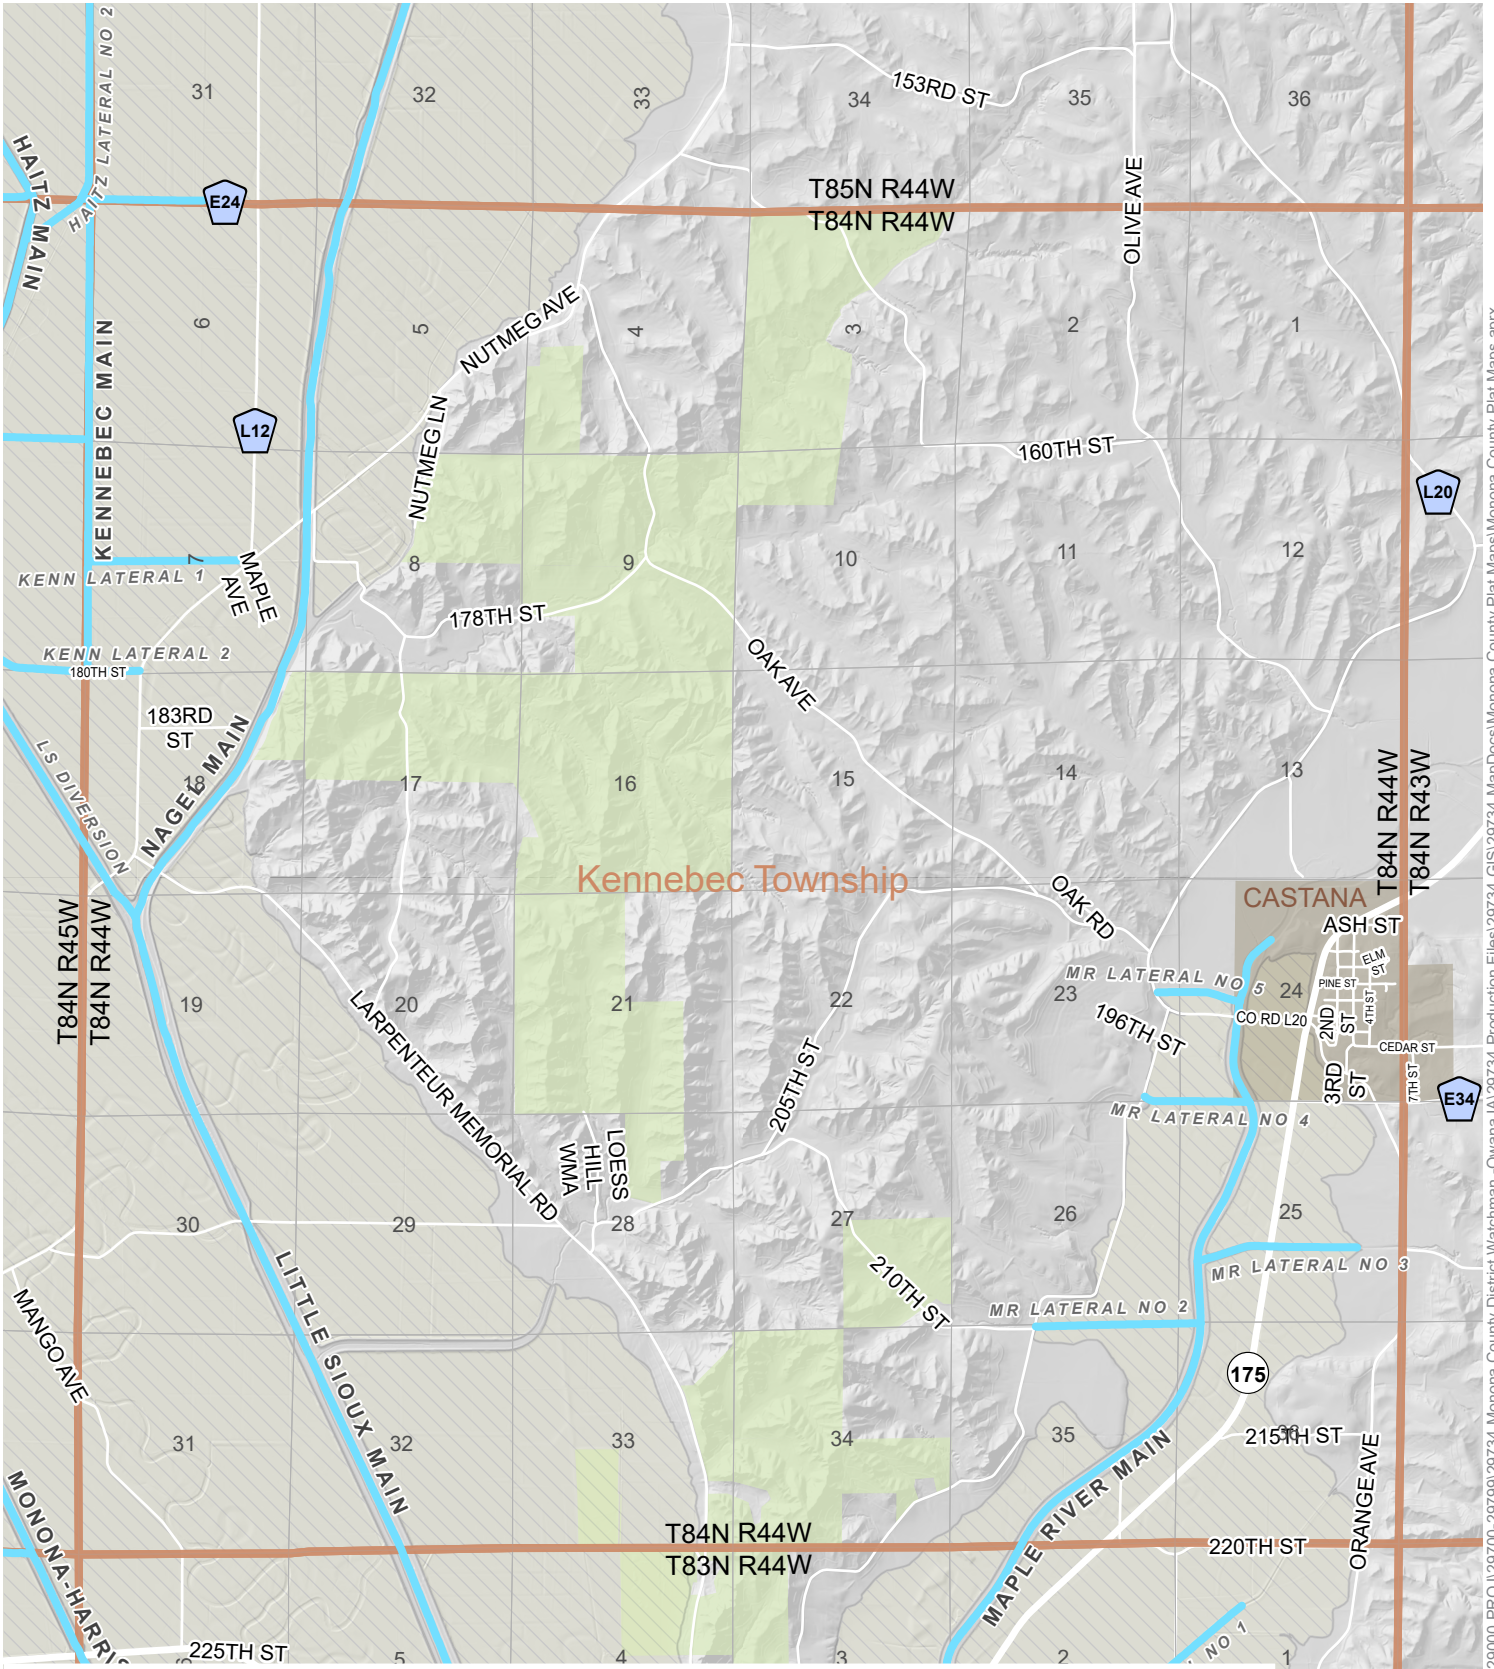 HAITZ LATERAL NO 2
31
32
33
34
153RD ST
35
36
HAITZ MAIN
E24
T85N R44W
T84N R44W
OLIVE AVE
6
5
NUTMEG AVE
4
3
2
1
KENNEBEC MAIN
L12
NUTMEG LN
160TH ST
L20
7
KENN LATERAL 1
MAPLE
AVE
8
9
10
11
12
178TH ST
KENN LATERAL 2
180TH ST
OAK AVE
183RD
ST
LS DIVERSION
NAGEL MAIN
18
17
16
15
14
13
T84N R44W
T84N R43W
Kennebec Township
OAK RD
CASTANA
ASH ST
ELM
ST
T84N R45W
T84N R44W
19
LARPENTEUR MEMORIAL RD
20
21
22
23
MR LATERAL NO 5
24
PINE ST
196TH ST
CO RD L20
2ND
ST
4TH ST
CEDAR ST
205TH ST
3RD
ST
7TH ST
E34
MR LATERAL NO 4
LOESS
HILL
WMA
30
29
28
27
26
25
LITTLE SIOUX MAIN
210TH ST
MR LATERAL NO 3
MR LATERAL NO 2
MANGO AVE
175
31
32
33
34
35
36
215TH ST
ORANGE AVE
MAPLE RIVER MAIN
MONONA-HARRIS
T84N R44W
T83N R44W
220TH ST
225TH ST
6
5
4
3
2
1
NO 1